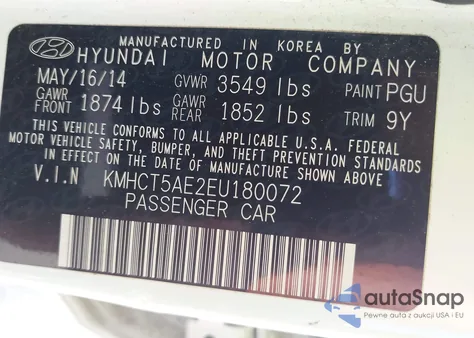 MANUFACTURED IN KOREA BY
HYUNDAI MOTOR COMPANY
MAY/16/14 GVWR 3549 lbs PAINT PGU
GAWR FRONT 1874 lbs GAWR REAR 1852 lbs TRIM 9Y
THIS VEHICLE CONFORMS TO ALL APPLICABLE U.S.A. FEDERAL
MOTOR VEHICLE SAFETY, BUMPER, AND THEFT PREVENTION STANDARDS
IN EFFECT ON THE DATE OF MANUFACTURE SHOWN ABOVE.
V.I.N KMHCT5AE2EU180072
PASSENGER CAR
autaSnap
Pewne auta z aukcji USA i EU